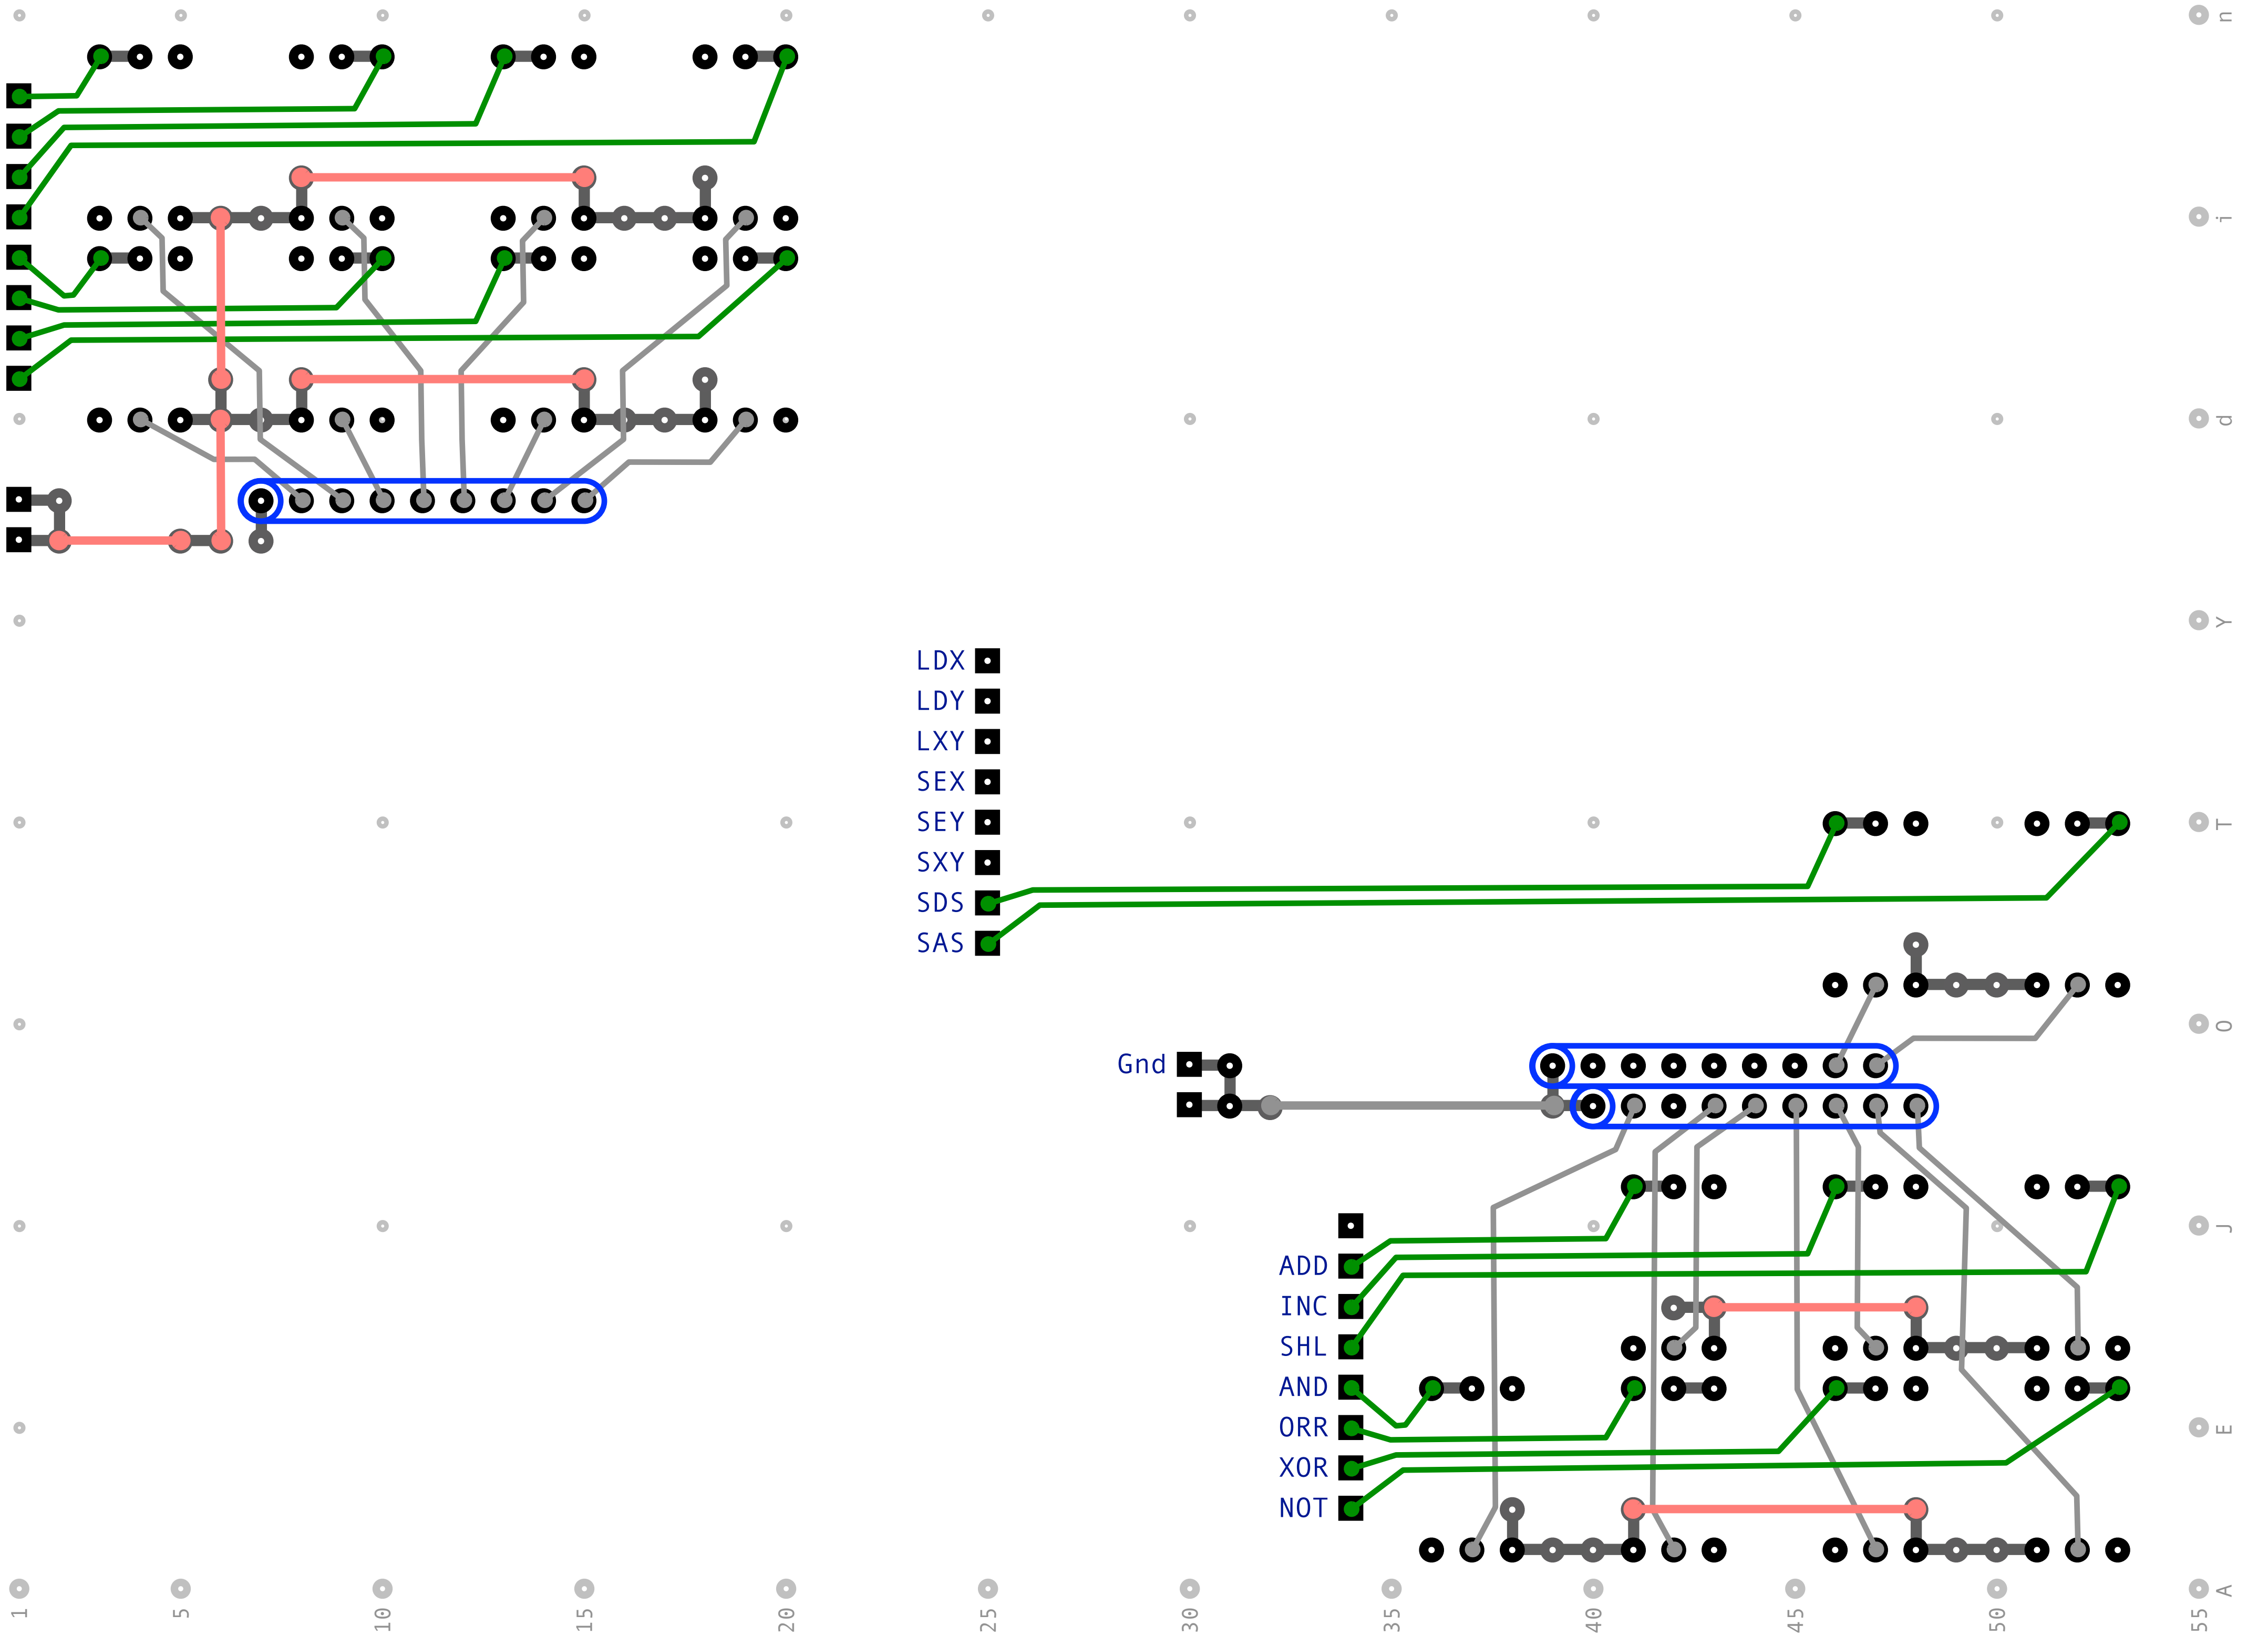 n
i
d
Y
LDX
LDY
LXY
SEX
SEY
T
SXY
SDS
SAS
O
Gnd
J
ADD
INC
SHL
AND
ORR
E
XOR
NOT
A
1 5 10 15 20 25 30 35 40 45 50 55